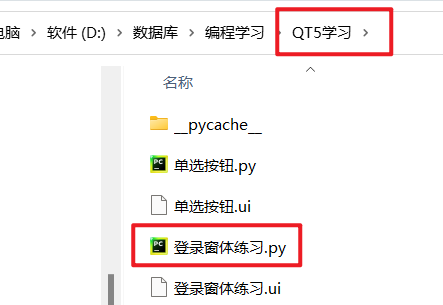 电脑 > 软件 (D:) > 数据库 > 编程学习 > QT5学习 >
名称
__pycache__
单选按钮.py
单选按钮.ui
登录窗体练习.py
登录窗体练习.ui